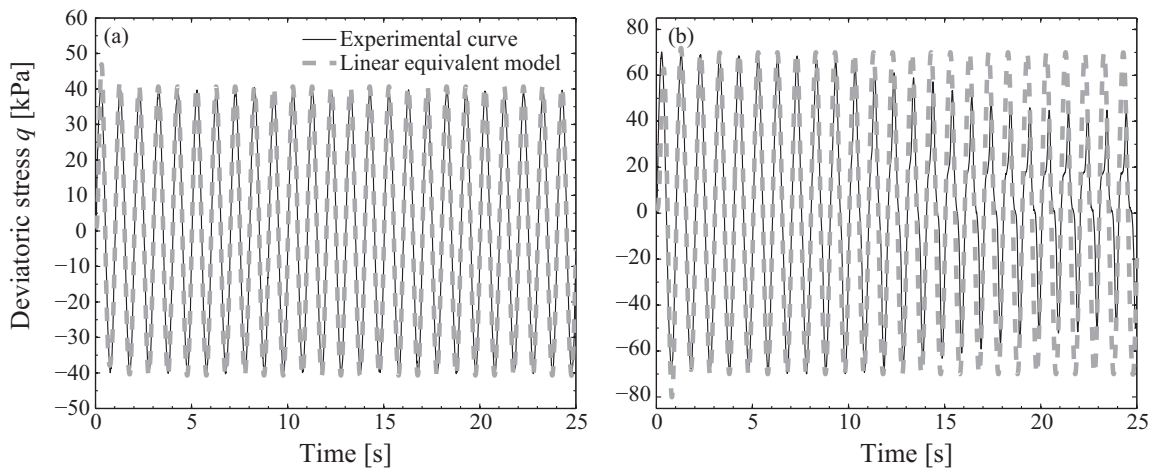 (a)
Experimental curve
Linear equivalent model
Deviatoric stress q [kPa]
60
50
40
30
20
10
0
−10
−20
−30
−40
−50
0 5 10 15 20 25
Time [s]
(b)
80
60
40
20
0
−20
−40
−60
−80
0 5 10 15 20 25
Time [s]